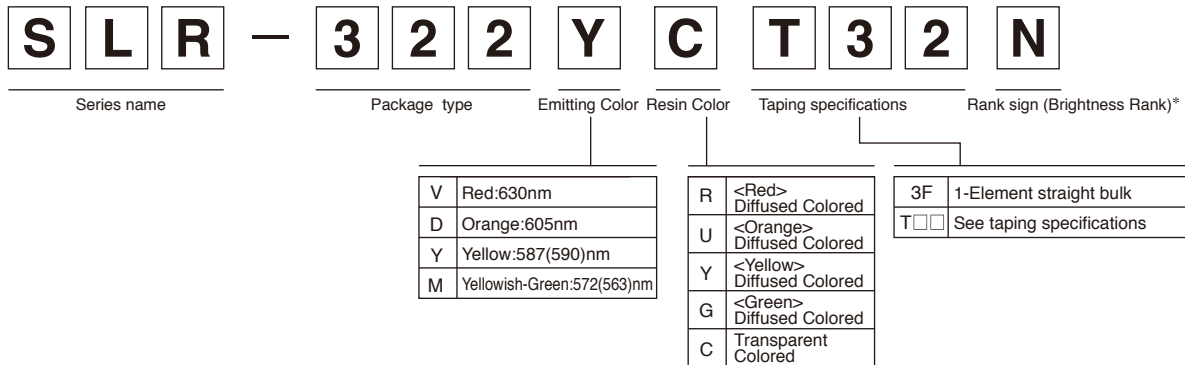 S L R — 3 2 2 Y C T 3 2 N
Series name Package type Emitting Color Resin Color Taping specifications Rank sign (Brightness Rank)*
V Red:630nm
D Orange:605nm
Y Yellow:587(590)nm
M Yellowish-Green:572(563)nm
R <Red>
Diffused Colored
U <Orange>
Diffused Colored
Y <Yellow>
Diffused Colored
G <Green>
Diffused Colored
C Transparent
Colored
3F 1-Element straight bulk
T□□ See taping specifications